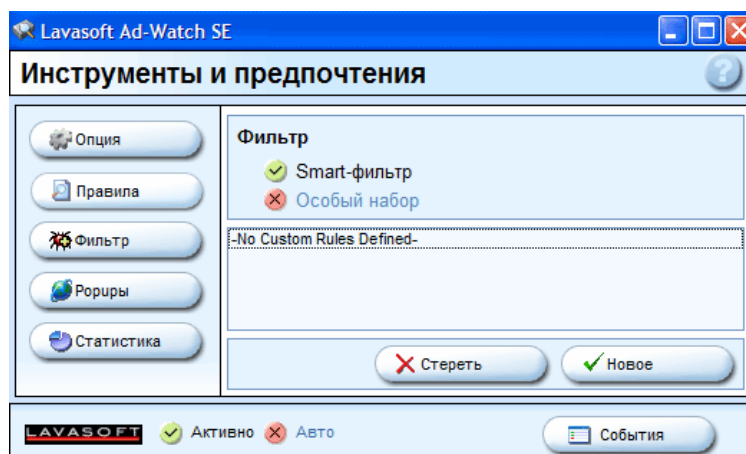 Lavasoft Ad-Watch SE
Инструменты и предпочтения
?
Опция
Правила
Фильтр
Popupы
Статистика
Фильтр
Smart-фильтр
Особый набор
-No Custom Rules Defined-
Стереть
Новое
LAVASOFT
Активно
Авто
События